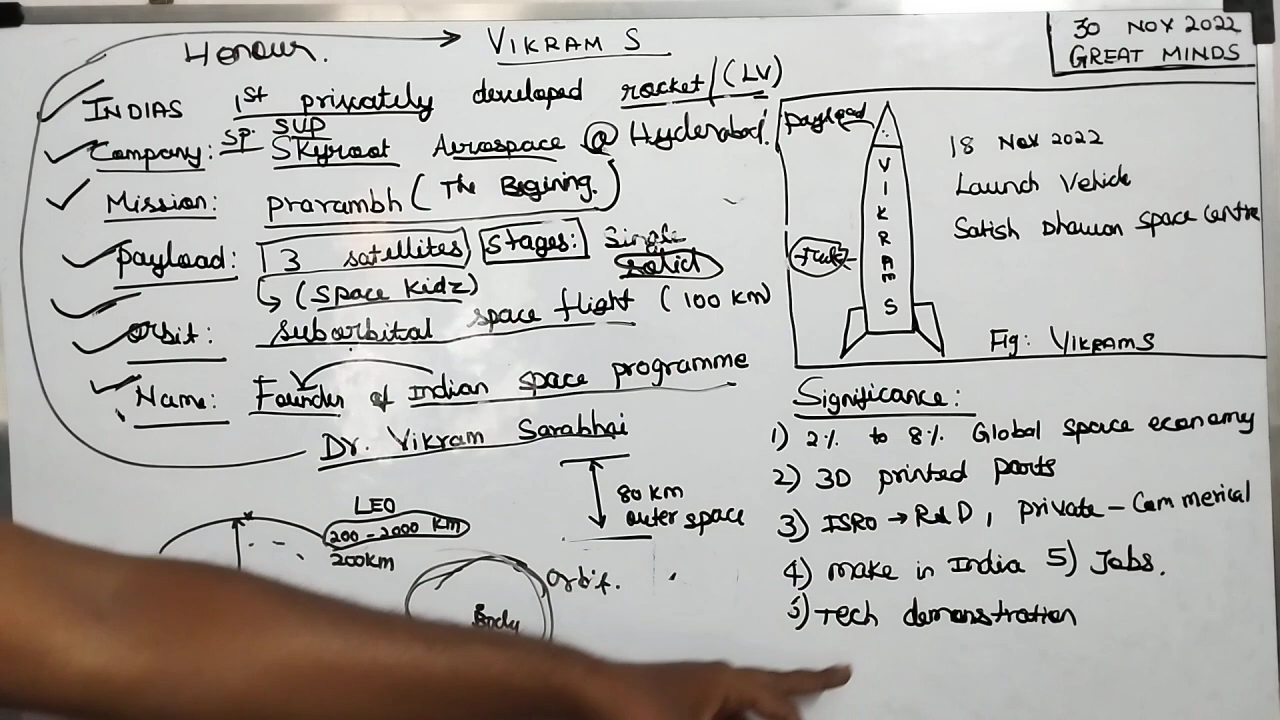 30 NOV 2022
GREAT MINDS
Honour.
VIKRAM S
INDIAS 1st privately developed rocket/(LV)
sp. SUP
Company: Skyroot Aerospace @ Hyderabad.
Mission: prarambh (The Begining.)
Payload: 3 satellites Stages: Single
solid
(Space Kidz)
Orbit: suborbital space flight (100 KM)
Name: Founder of Indian space programme
Dr. Vikram Sarabhai
payload
VIKRAM S
18 Nov 2022
Launch Vehicle
Satish Dhawan space centre
Fig: VIKRAM S
80 KM
outer space
LEO
200 - 2000 KM
200KM
orbit.
Body
Significance:
1) 2% to 8% Global space economy
2) 3D printed parts
3) ISRO → R&D, private - Commerical
4) make in India 5) Jobs.
6) Tech demonstration